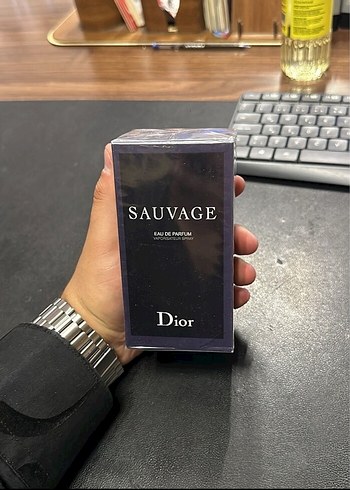 SAUVAGE
EAU DE PARFUM
VAPORISATEUR SPRAY
Dior